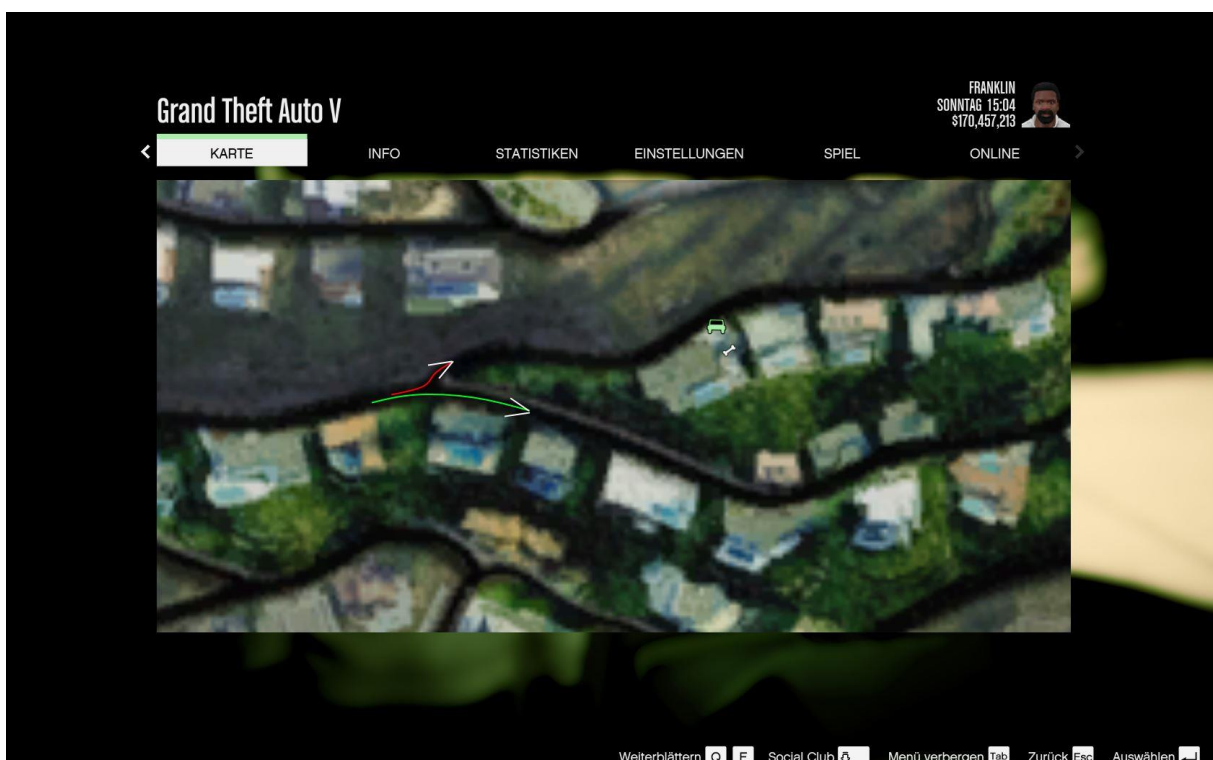 Grand Theft Auto V
FRANKLIN
SONNTAG 15:04
$170,457,213
KARTE INFO STATISTIKEN EINSTELLUNGEN SPIEL ONLINE
Weiterblättern Q E Social Club Menü verbergen Tab Zurück Esc Auswählen